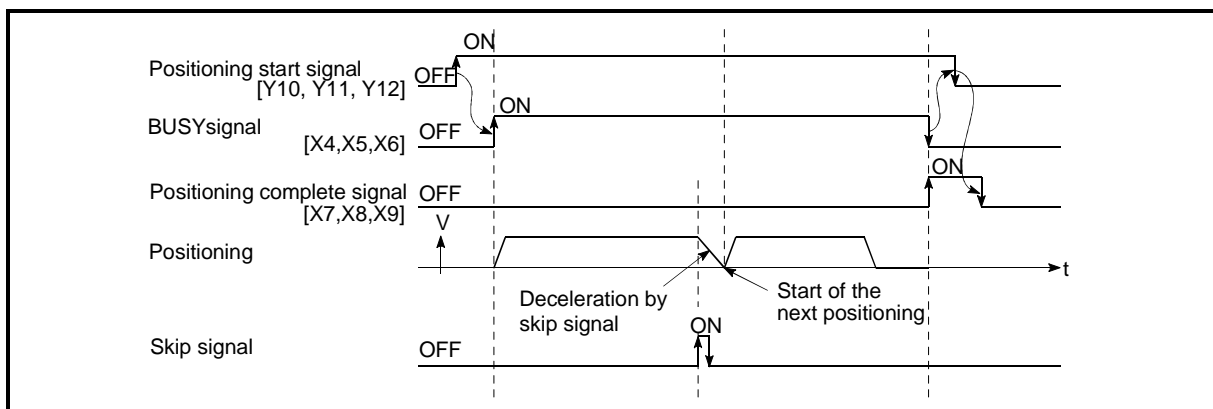 ON
Positioning start signal
OFF
[Y10, Y11, Y12]
ON
BUSYsignal
OFF
[X4,X5,X6]
ON
Positioning complete signal
OFF
[X7,X8,X9]
V
Positioning
t
Deceleration by
skip signal
Start of the
next positioning
ON
Skip signal
OFF